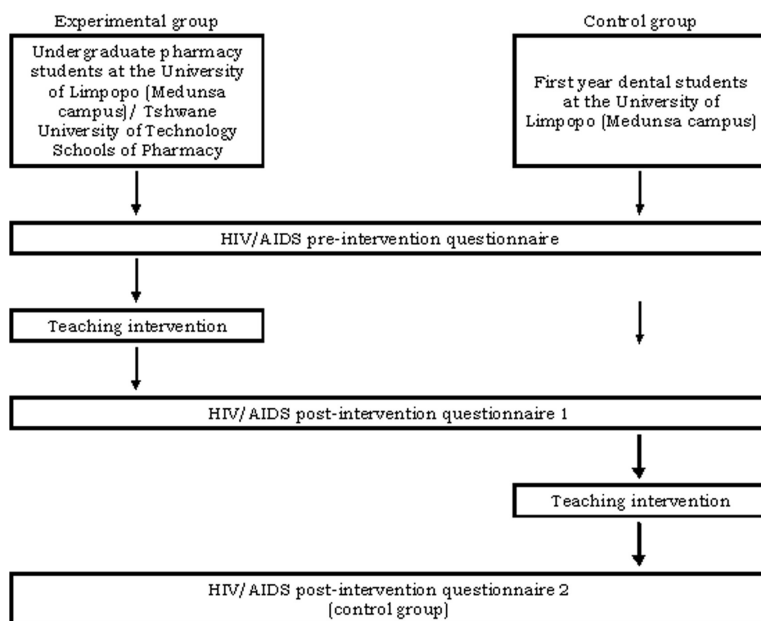 Experimental group
Undergraduate pharmacy
students at the University
of Limpopo (Medunsa
campus)/ Tshwane
University of Technology
Schools of Pharmacy
Control group
First year dental students
at the University of
Limpopo (Medunsa campus)
HIV/AIDS pre-intervention questionnaire
Teaching intervention
HIV/AIDS post-intervention questionnaire 1
Teaching intervention
HIV/AIDS post-intervention questionnaire 2
(control group)